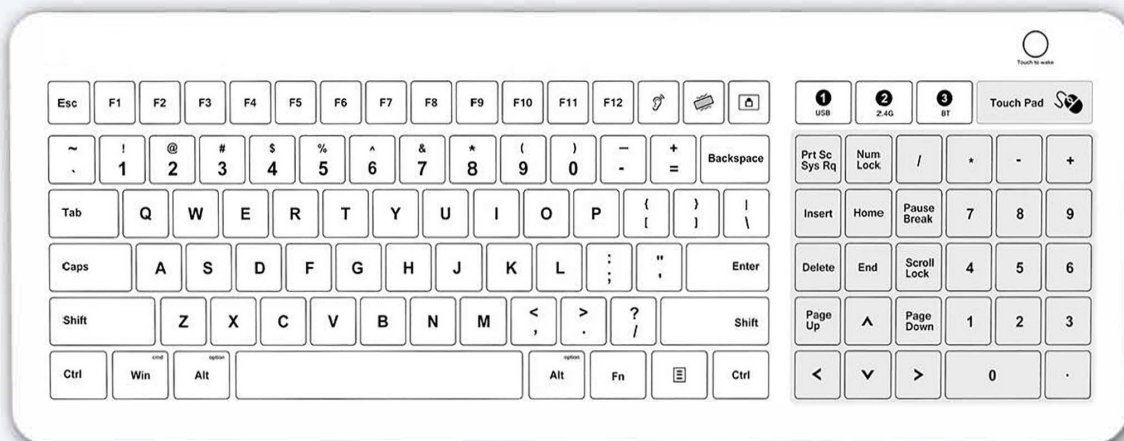 Touch to wake
Esc F1 F2 F3 F4 F5 F6 F7 F8 F9 F10 F11 F12
1 2 3 Touch Pad
USB 2.4G BT
~ ! @ # $ % ^ & * ( ) — +
` 1 2 3 4 5 6 7 8 9 0 - = Backspace
Prt Sc Num / * - +
Sys Rq Lock
Tab Q W E R T Y U I O P { } |
[ ] \
Insert Home Pause 7 8 9
Break
Caps A S D F G H J K L : " Enter
; '
Delete End Scroll 4 5 6
Lock
Shift Z X C V B N M < > ? Shift
, . /
Page ^ Page 1 2 3
Up Down
cmd option option
Ctrl Win Alt Alt Fn Ctrl
< v > 0 .